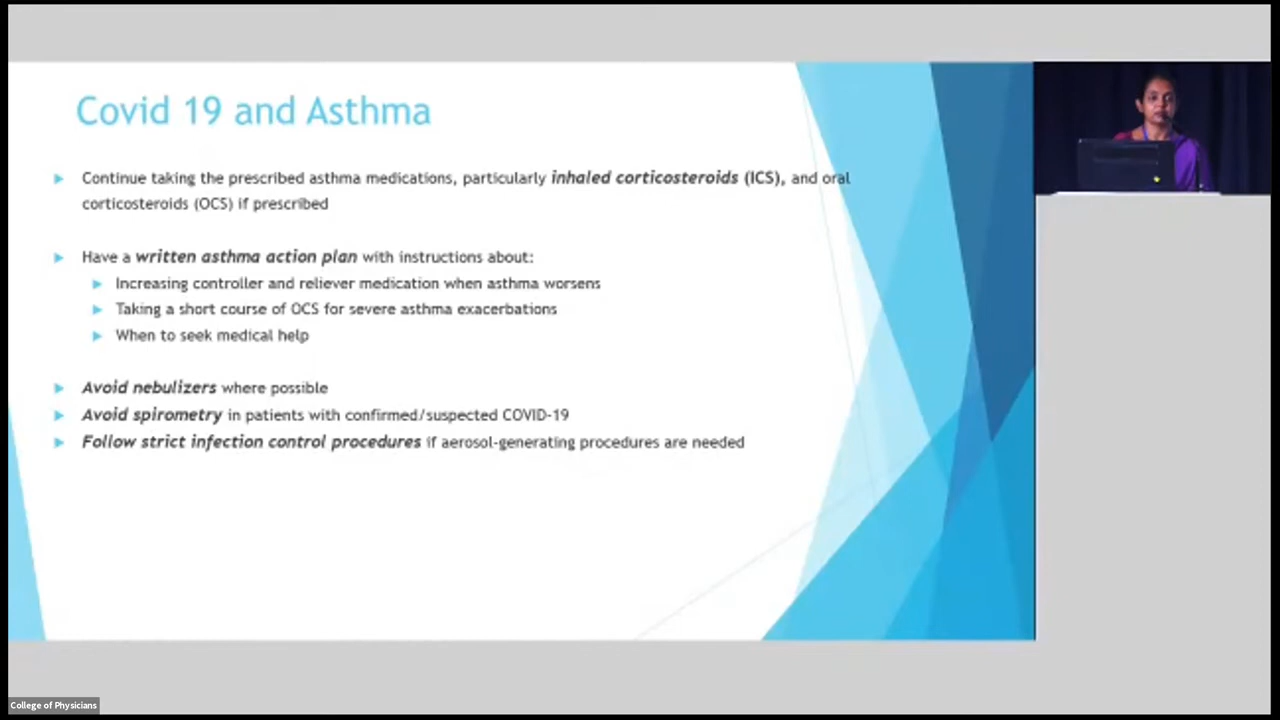 Covid 19 and Asthma
Continue taking the prescribed asthma medications, particularly inhaled corticosteroids (ICS), and oral
corticosteroids (OCS) if prescribed
Have a written asthma action plan with instructions about:
Increasing controller and reliever medication when asthma worsens
Taking a short course of OCS for severe asthma exacerbations
When to seek medical help
Avoid nebulizers where possible
Avoid spirometry in patients with confirmed/suspected COVID-19
Follow strict infection control procedures if aerosol-generating procedures are needed
College of Physicians